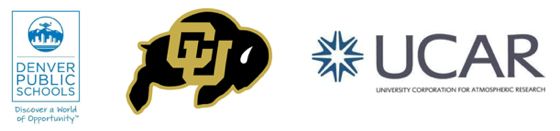 DENVER
PUBLIC
SCHOOLS
Discover a World
of Opportunity™
CU
UCAR
UNIVERSITY CORPORATION FOR ATMOSPHERIC RESEARCH